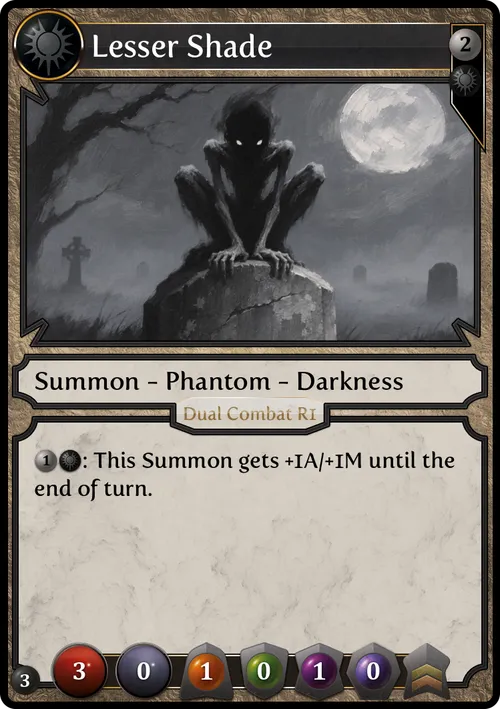 Lesser Shade
2
Summon - Phantom - Darkness
Dual Combat R1
1 : This Summon gets +1A/+1M until the
end of turn.
3 3* 0* 1 0 1 0